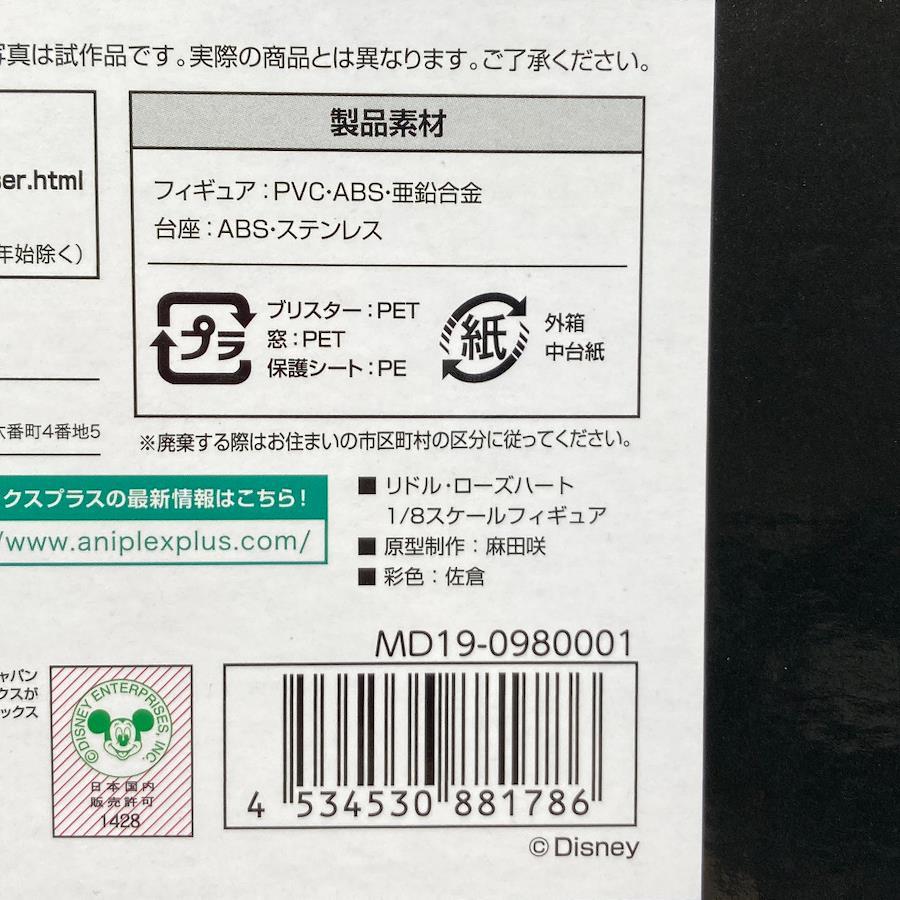 写真は試作品です。実際の商品とは異なります。ご了承ください。
ser.html
年始除く）
製品素材
フィギュア：PVC・ABS・亜鉛合金
台座：ABS・ステンレス
プラ
ブリスター：PET
窓：PET
保護シート：PE
紙
外箱
中台紙
六番町4番地5
※廃棄する際はお住まいの市区町村の区分に従ってください。
クスプラスの最新情報はこちら！
/www.aniplexplus.com/
■ リドル・ローズハート
1/8スケールフィギュア
■ 原型制作：麻田咲
■ 彩色：佐倉
MD19-0980001
ャパン
クスが
ックス
©DISNEY ENTERPRISES, INC.
日本国内
販売許可
1428
4 534530 881786
©Disney